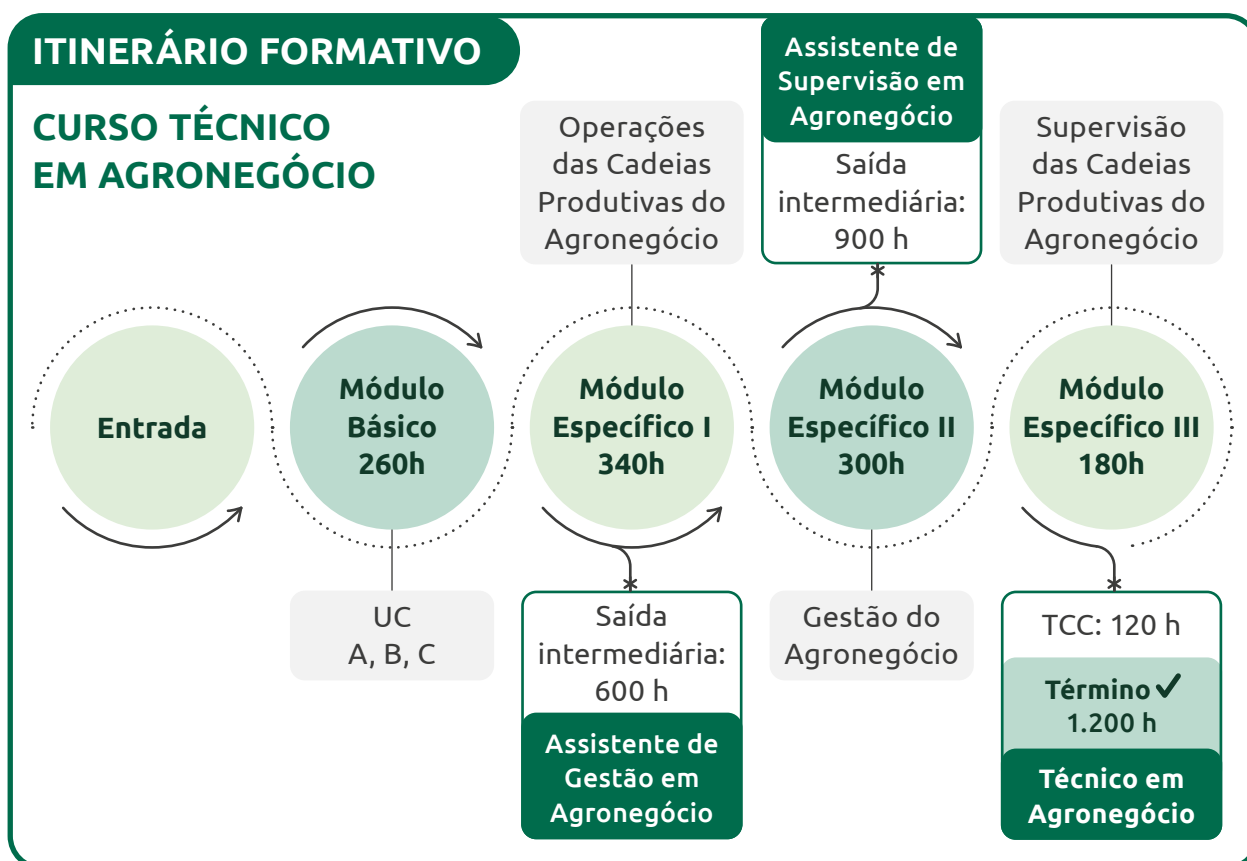 ITINERÁRIO FORMATIVO
CURSO TÉCNICO
EM AGRONEGÓCIO
Operações
das Cadeias
Produtivas do
Agronegócio
Assistente de
Supervisão em
Agronegócio
Saída
intermediária:
900 h
Supervisão
das Cadeias
Produtivas do
Agronegócio
Entrada
Módulo
Básico
260h
Módulo
Específico I
340h
Módulo
Específico II
300h
Módulo
Específico III
180h
UC
A, B, C
Saída
intermediária:
600 h
Assistente de
Gestão em
Agronegócio
Gestão do
Agronegócio
TCC: 120 h
Término ✓
1.200 h
Técnico em
Agronegócio